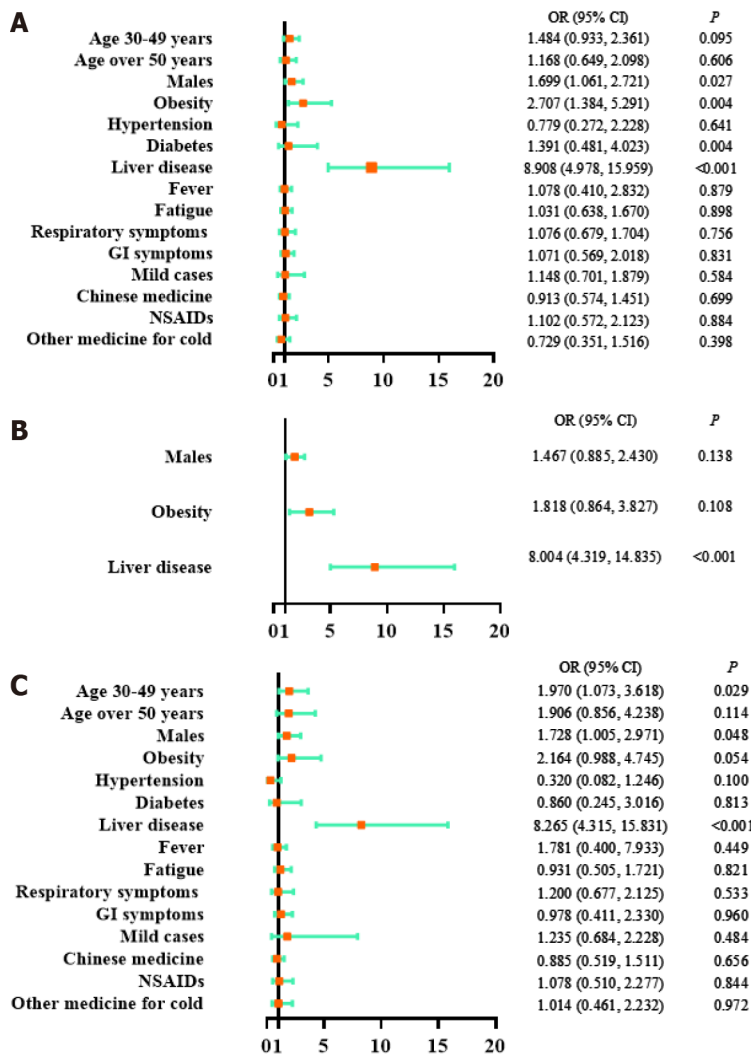 A
OR (95% CI) P
Age 30-49 years 1.484 (0.933, 2.361) 0.095
Age over 50 years 1.168 (0.649, 2.098) 0.606
Males 1.699 (1.061, 2.721) 0.027
Obesity 2.707 (1.384, 5.291) 0.004
Hypertension 0.779 (0.272, 2.228) 0.641
Diabetes 1.391 (0.481, 4.023) 0.004
Liver disease 8.908 (4.978, 15.959) <0.001
Fever 1.078 (0.410, 2.832) 0.879
Fatigue 1.031 (0.638, 1.670) 0.898
Respiratory symptoms 1.076 (0.679, 1.704) 0.756
GI symptoms 1.071 (0.569, 2.018) 0.831
Mild cases 1.148 (0.701, 1.879) 0.584
Chinese medicine 0.913 (0.574, 1.451) 0.699
NSAIDs 1.102 (0.572, 2.123) 0.884
Other medicine for cold 0.729 (0.351, 1.516) 0.398
0 1 5 10 15 20
B
OR (95% CI) P
Males 1.467 (0.885, 2.430) 0.138
Obesity 1.818 (0.864, 3.827) 0.108
Liver disease 8.004 (4.319, 14.835) <0.001
0 1 5 10 15 20
C
OR (95% CI) P
Age 30-49 years 1.970 (1.073, 3.618) 0.029
Age over 50 years 1.906 (0.856, 4.238) 0.114
Males 1.728 (1.005, 2.971) 0.048
Obesity 2.164 (0.988, 4.745) 0.054
Hypertension 0.320 (0.082, 1.246) 0.100
Diabetes 0.860 (0.245, 3.016) 0.813
Liver disease 8.265 (4.315, 15.831) <0.001
Fever 1.781 (0.400, 7.933) 0.449
Fatigue 0.931 (0.505, 1.721) 0.821
Respiratory symptoms 1.200 (0.677, 2.125) 0.533
GI symptoms 0.978 (0.411, 2.330) 0.960
Mild cases 1.235 (0.684, 2.228) 0.484
Chinese medicine 0.885 (0.519, 1.511) 0.656
NSAIDs 1.078 (0.510, 2.277) 0.844
Other medicine for cold 1.014 (0.461, 2.232) 0.972
0 1 5 10 15 20